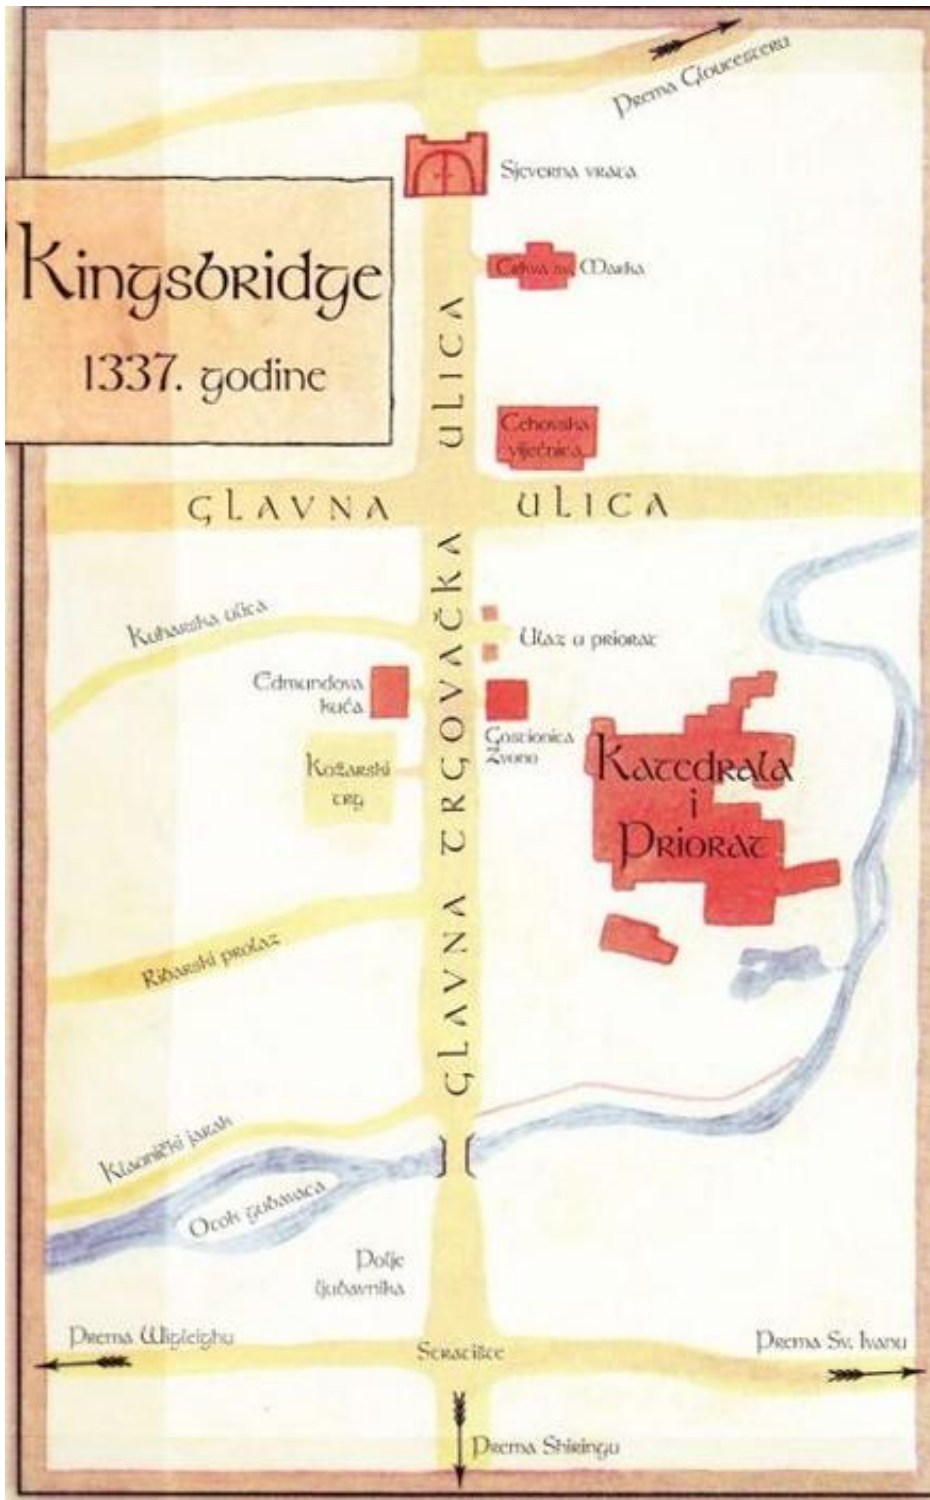 Prema Gloucesteru
Sjeverna vrata
Kingsbridge
1337. godine
Crkva sv. Marka
Cehovska
vijećnica
GLAVNA ULICA
GLAVNA TRGOVAČKA ULICA
Kuharska ulica
Ulaz u priorat
Edmundova
kuća
Gostionica
Zvono
Kožarski
trg
Katedrala
i
Priorat
Ribarski prolaz
Klaonički jarak
Otok gubavaca
Polje
ljubavnika
Prema Wigleighu
Stratište
Prema Sv. Ivanu
Prema Shiringu